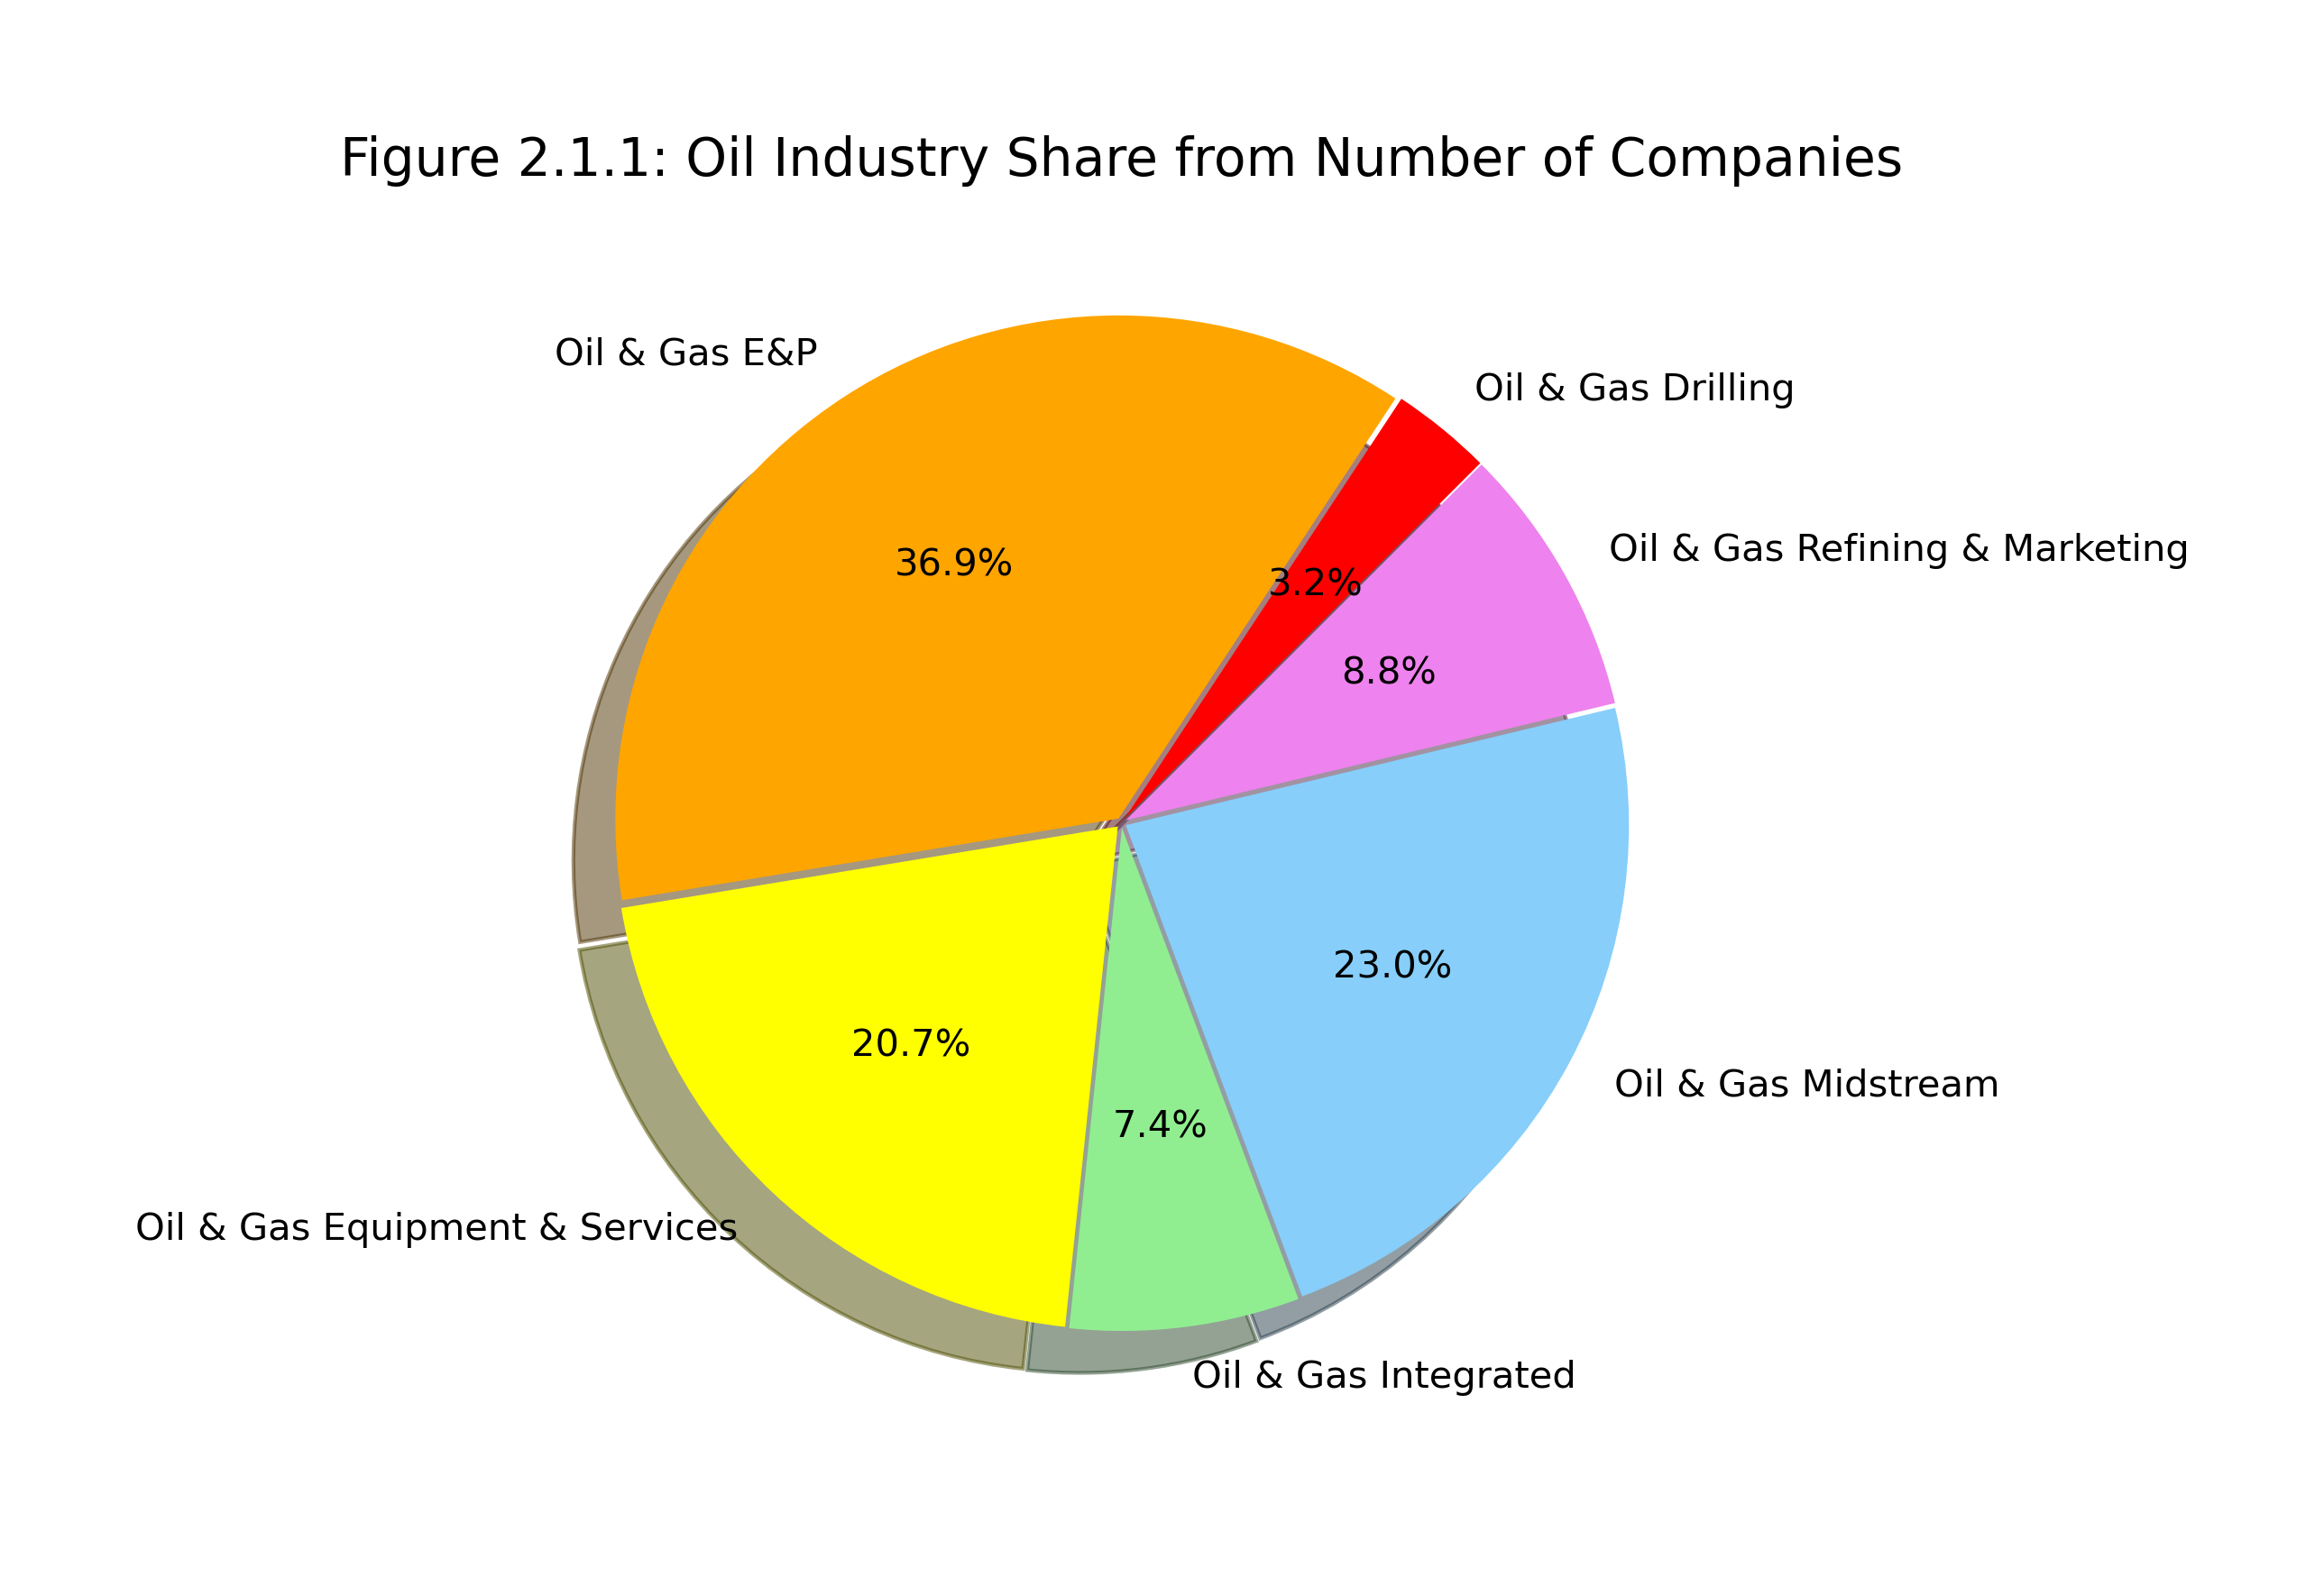 Figure 2.1.1: Oil Industry Share from Number of Companies
Oil & Gas E&P
Oil & Gas Drilling
Oil & Gas Refining & Marketing
36.9%
3.2%
8.8%
23.0%
20.7%
7.4%
Oil & Gas Midstream
Oil & Gas Equipment & Services
Oil & Gas Integrated